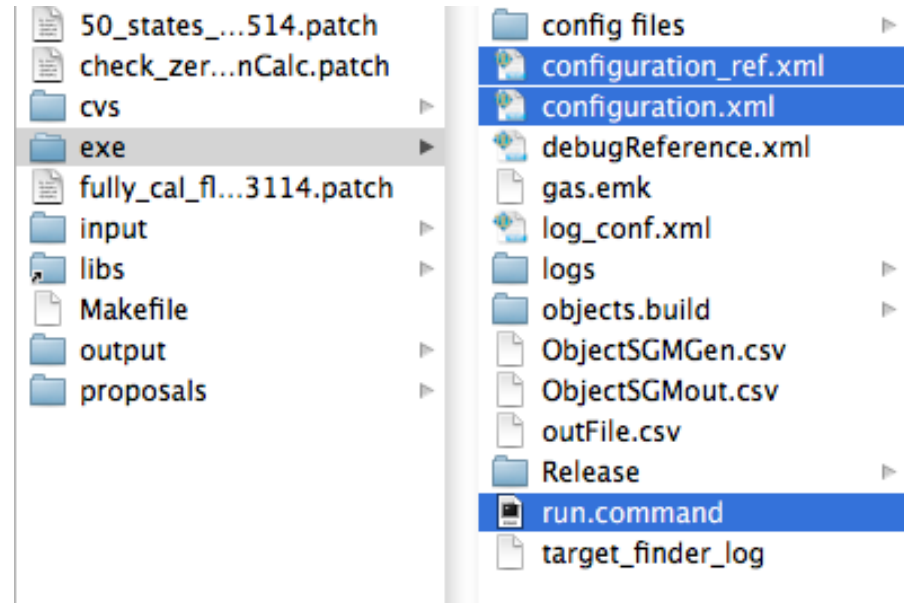 50_states_...514.patch
check_zer...nCalc.patch
cvs
exe
fully_cal_fl...3114.patch
input
libs
Makefile
output
proposals
config files
configuration_ref.xml
configuration.xml
debugReference.xml
gas.emk
log_conf.xml
logs
objects.build
ObjectSGMGen.csv
ObjectSGMout.csv
outFile.csv
Release
run.command
target_finder_log